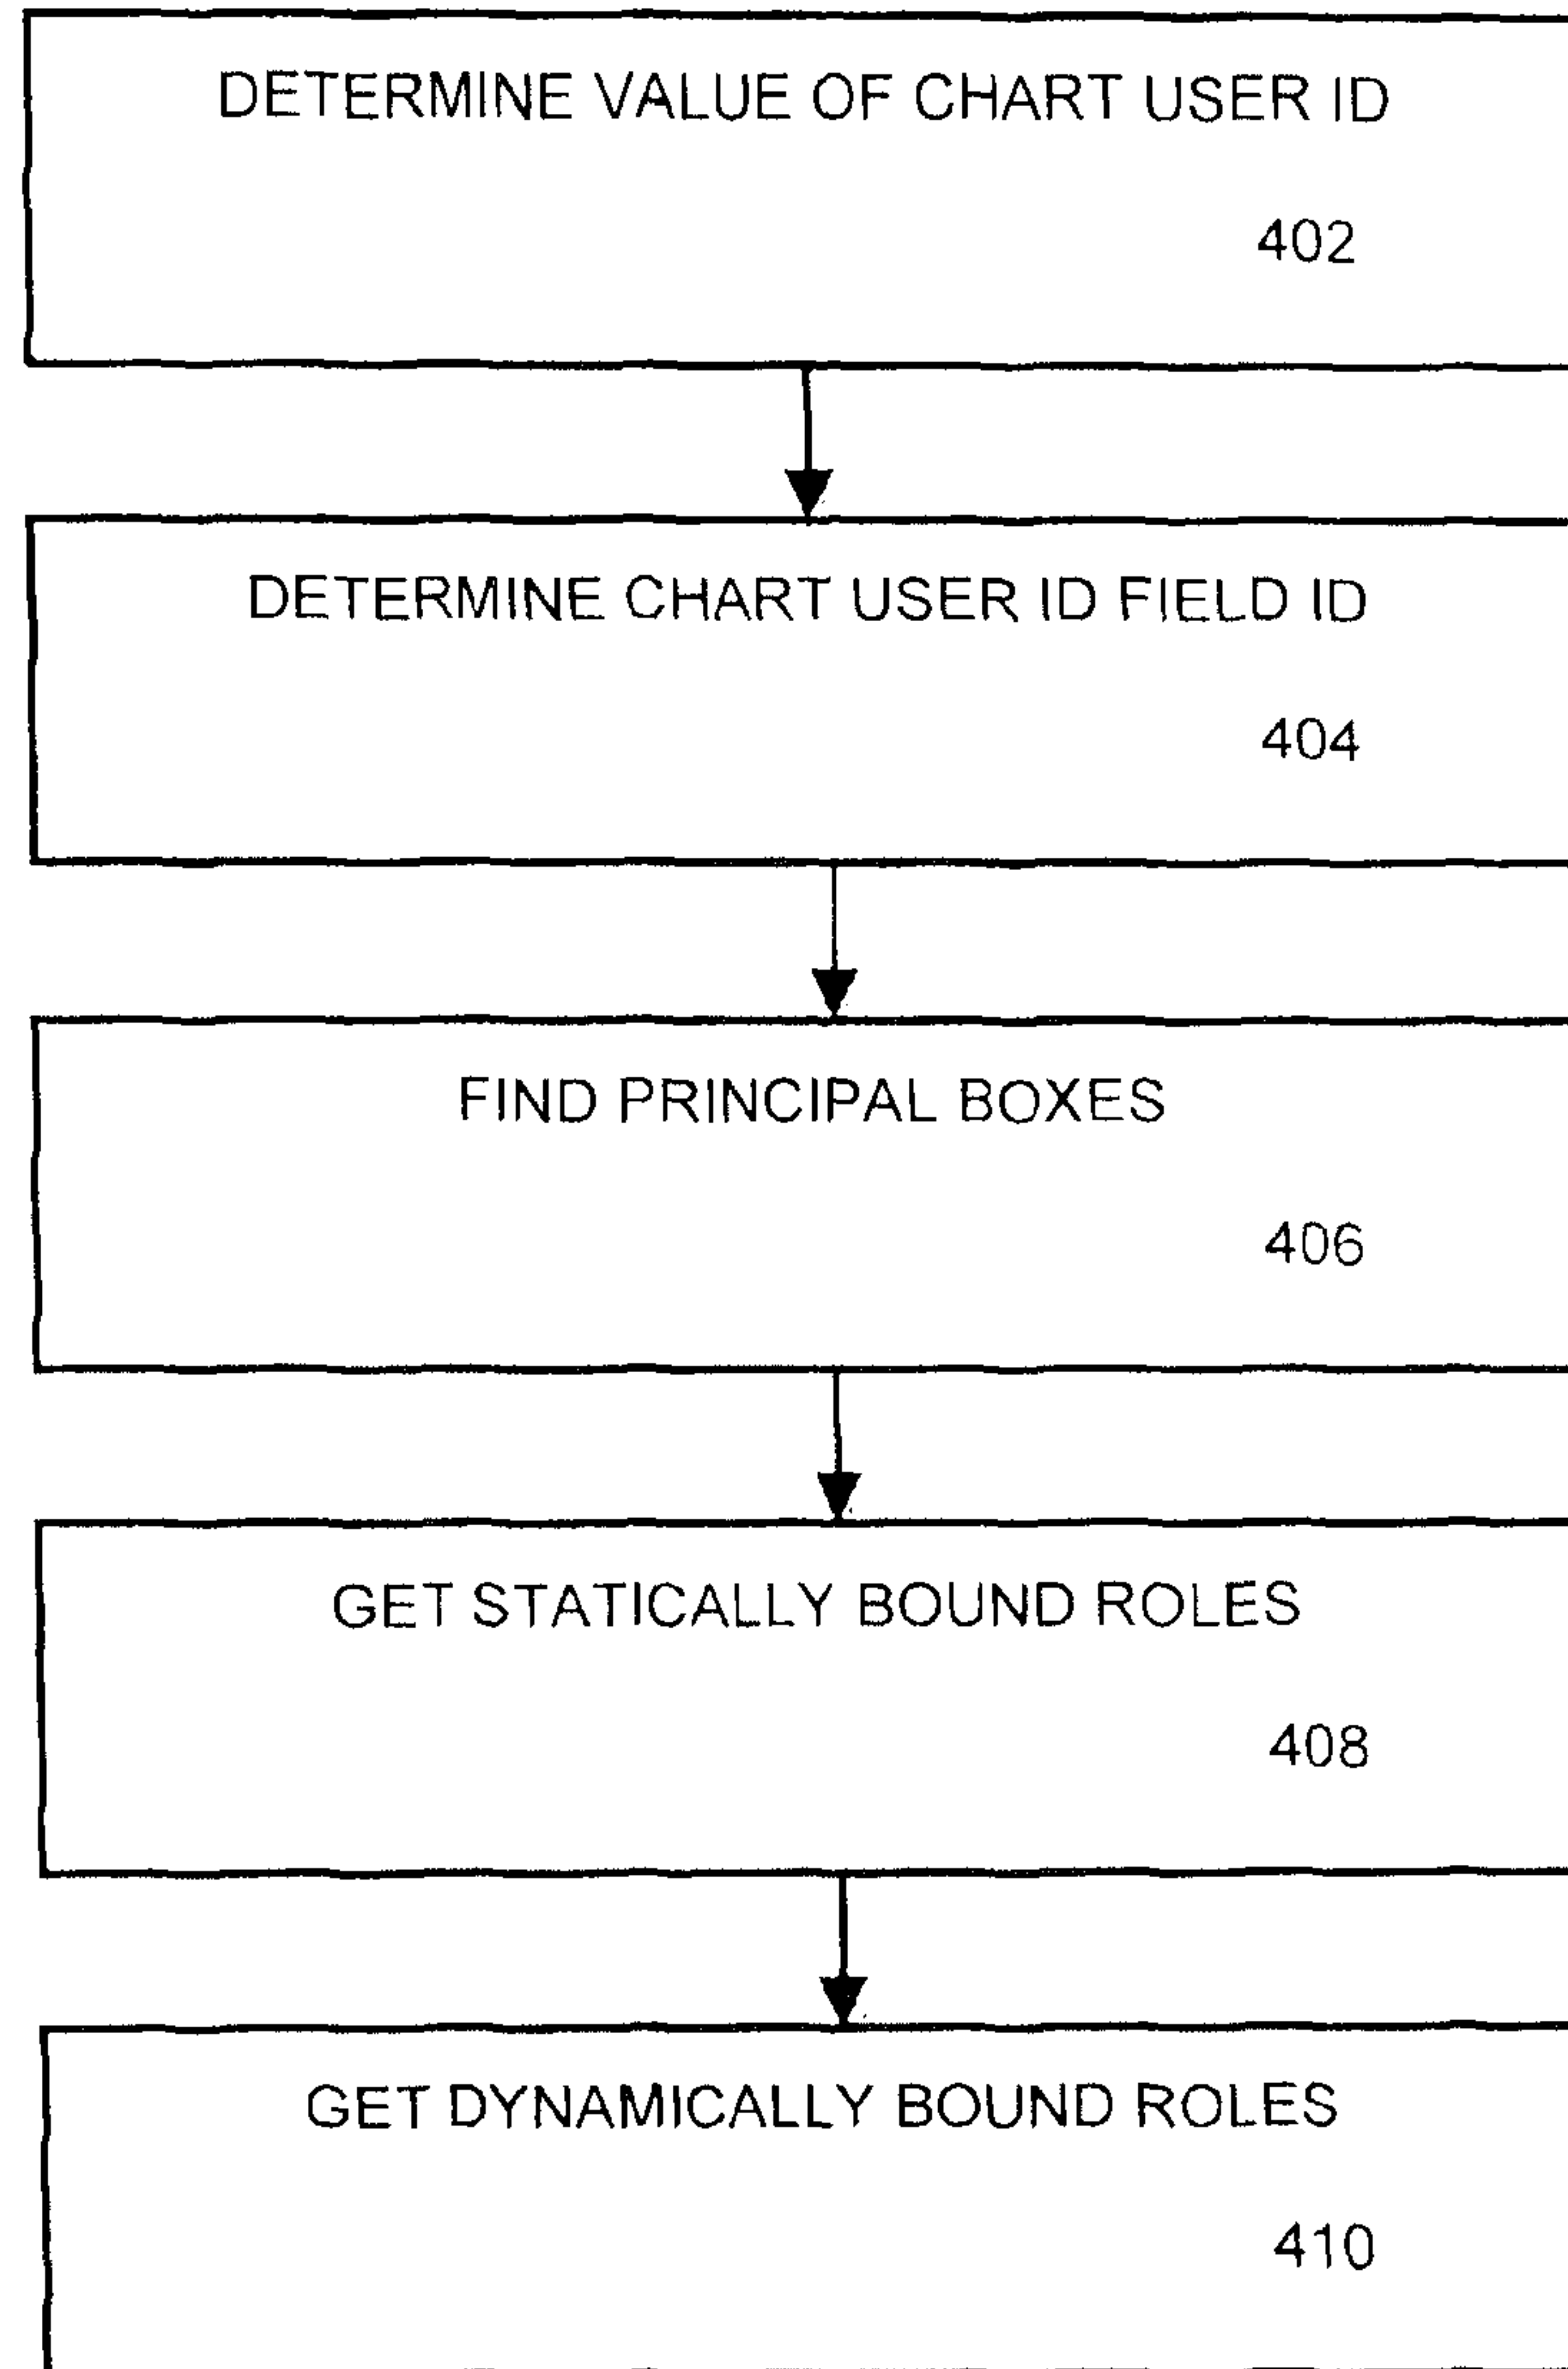 DETERMINE VALUE OF CHART USER ID
402
DETERMINE CHART USER ID FIELD ID
404
FIND PRINCIPAL BOXES
406
GET STATICALLY BOUND ROLES
408
GET DYNAMICALLY BOUND ROLES
410